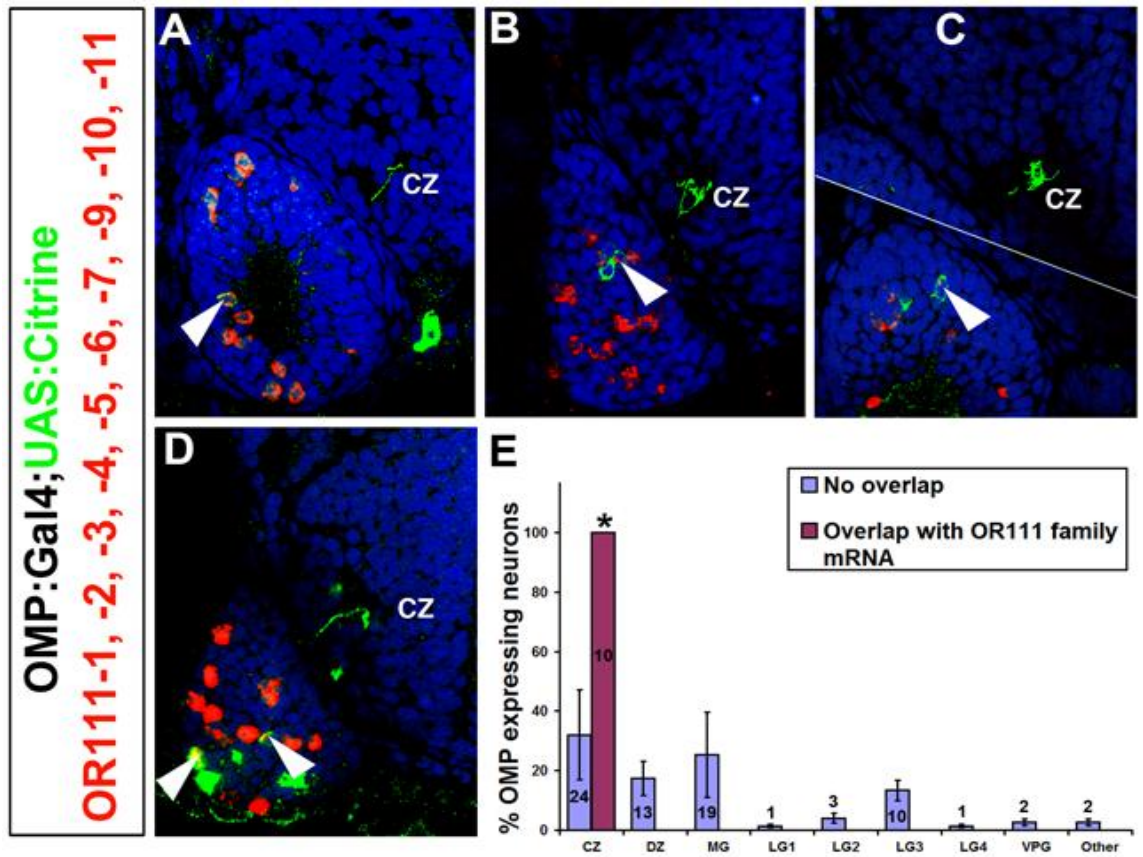 OMP:Gal4;UAS:Citrine
OR111-1, -2, -3, -4, -5, -6, -7, -9, -10, -11
A
CZ
B
CZ
C
CZ
D
CZ
E
No overlap
Overlap with OR111 family
mRNA
% OMP expressing neurons
100
80
60
40
20
0
*
24
10
13
19
1
3
10
1
2
2
CZ DZ MG LG1 LG2 LG3 LG4 VPG Other